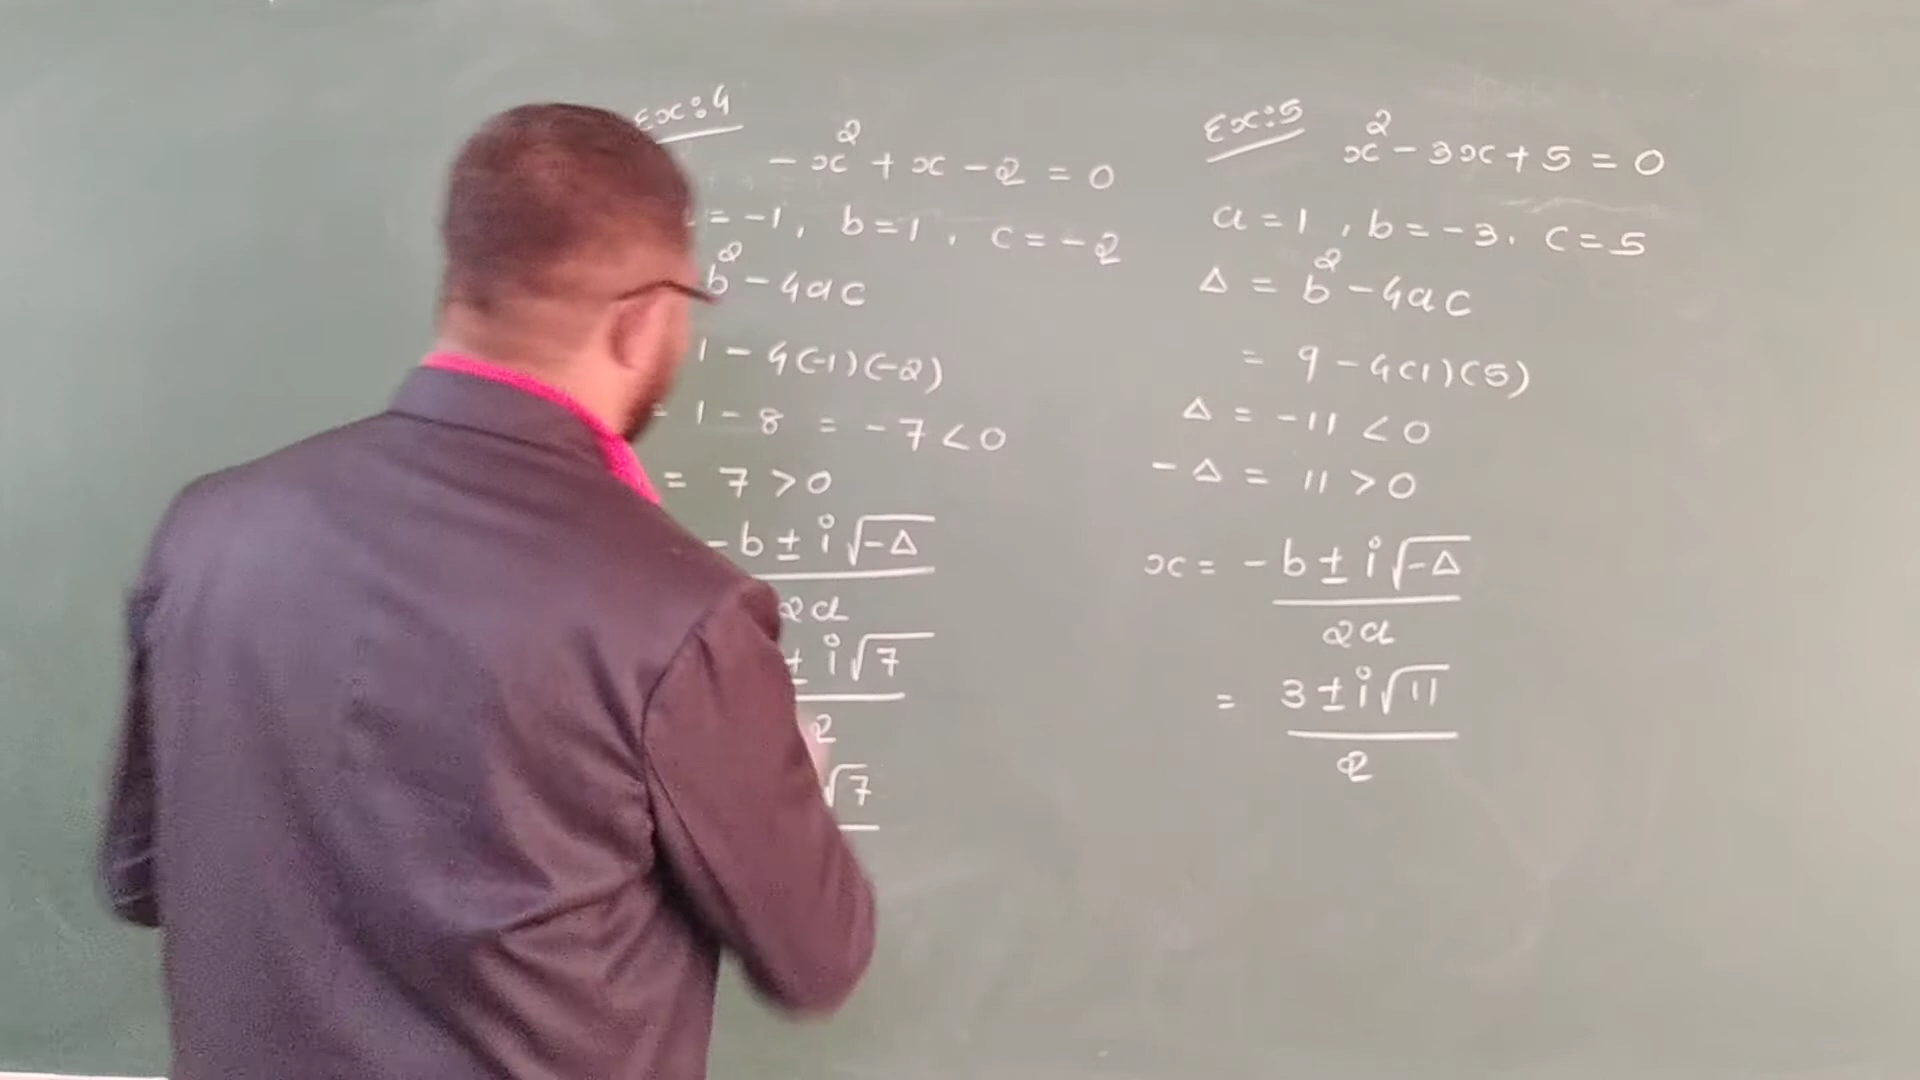 Ex:4
-x² + x - 2 = 0
= -1, b = 1, c = -2
b² - 4ac
1 - 4(-1)(-2)
= 1 - 8 = -7 < 0
= 7 > 0
-b ± i√-Δ
2a
± i√7
2
√7
Ex:5
x² - 3x + 5 = 0
a = 1, b = -3, c = 5
Δ = b² - 4ac
= 9 - 4(1)(5)
Δ = -11 < 0
-Δ = 11 > 0
x = -b ± i√-Δ
2a
= 3 ± i√11
2